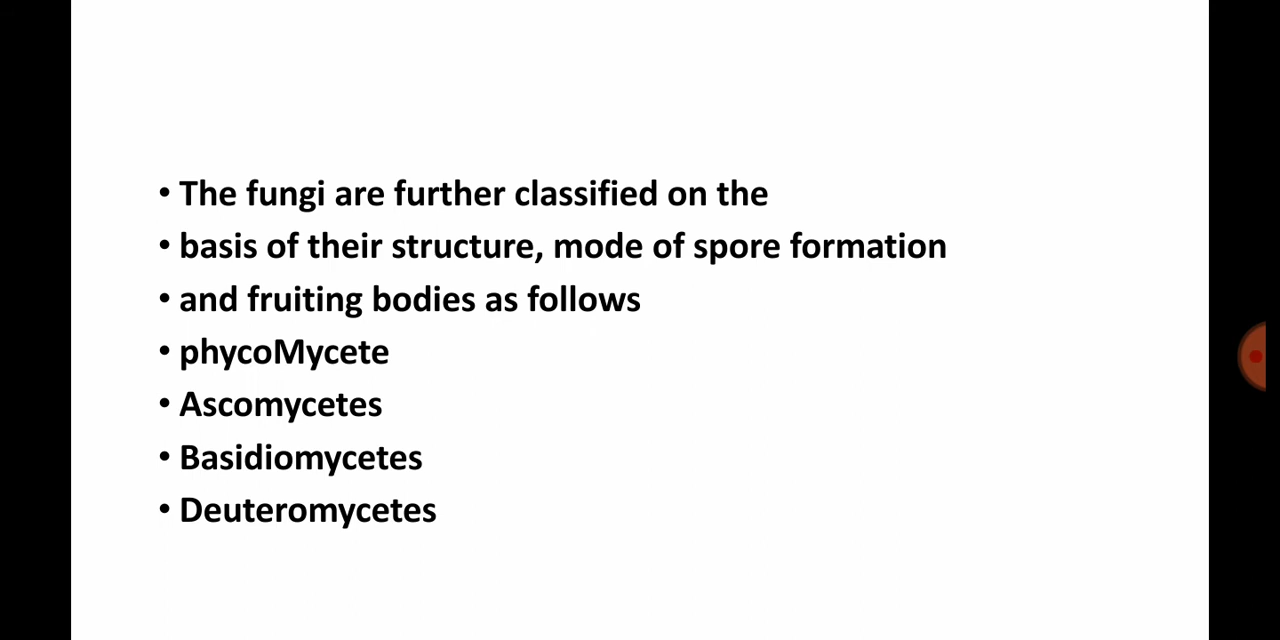 • The fungi are further classified on the
• basis of their structure, mode of spore formation
• and fruiting bodies as follows
• phycoMycete
• Ascomycetes
• Basidiomycetes
• Deuteromycetes